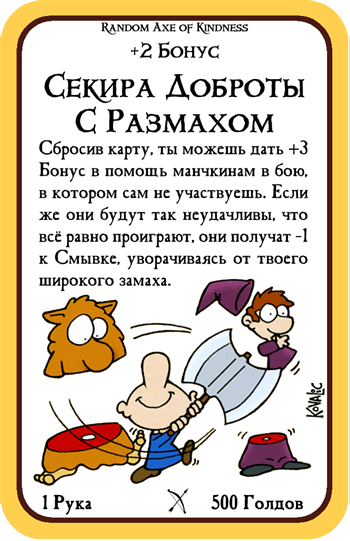 Random Axe of Kindness
+2 Бонус
Секира Доброты
С Размахом
Сбросив карту, ты можешь дать +3
Бонус в помощь манчкинам в бою,
в котором сам не участвуешь. Если
же они будут так неудачливы, что
всё равно проиграют, они получат -1
к Смывке, уворачиваясь от твоего
широкого замаха.
Kovalic
1 Рука
500 Голдов